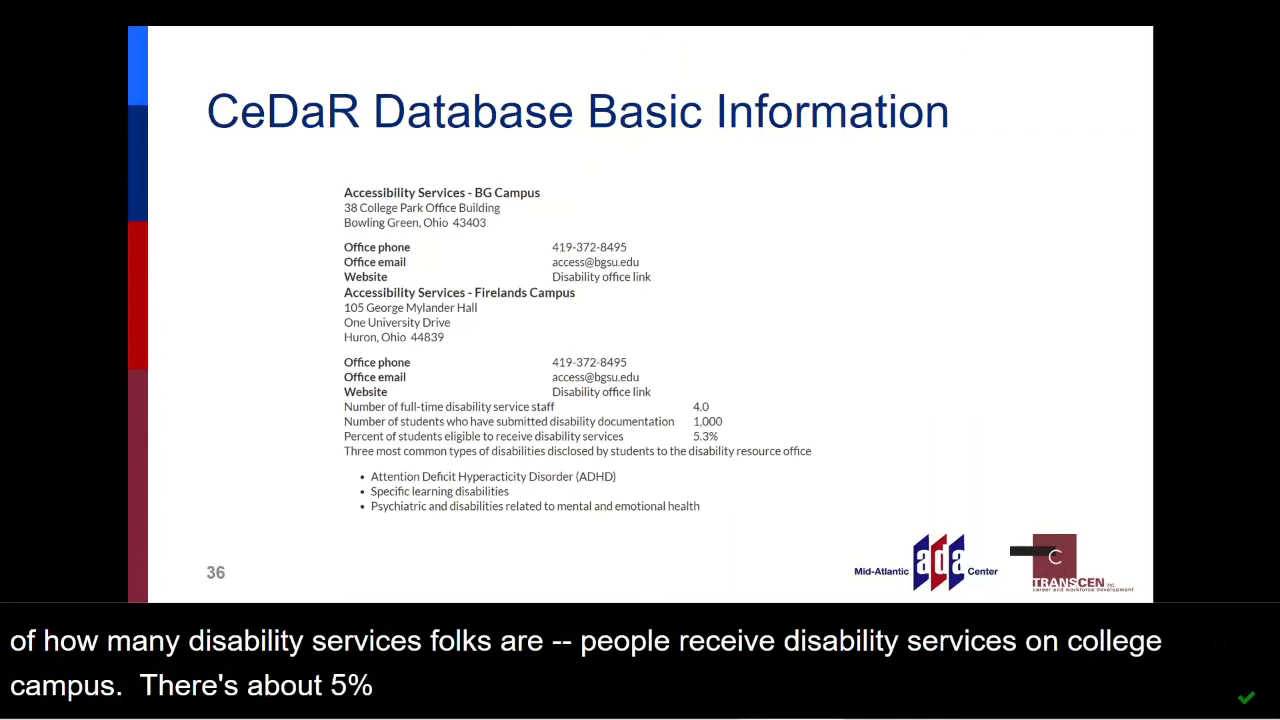 CeDaR Database Basic Information
Accessibility Services - BG Campus
38 College Park Office Building
Bowling Green, Ohio 43403
Office phone 419-372-8495
Office email access@bgsu.edu
Website Disability office link
Accessibility Services - Firelands Campus
105 George Mylander Hall
One University Drive
Huron, Ohio 44839
Office phone 419-372-8495
Office email access@bgsu.edu
Website Disability office link
Number of full-time disability service staff 4.0
Number of students who have submitted disability documentation 1,000
Percent of students eligible to receive disability services 5.3%
Three most common types of disabilities disclosed by students to the disability resource office
• Attention Deficit Hyperacticity Disorder (ADHD)
• Specific learning disabilities
• Psychiatric and disabilities related to mental and emotional health
36
Mid-Atlantic ada Center
C
TRANSCEN inc.
career and workforce development
of how many disability services folks are -- people receive disability services on college
campus. There's about 5%